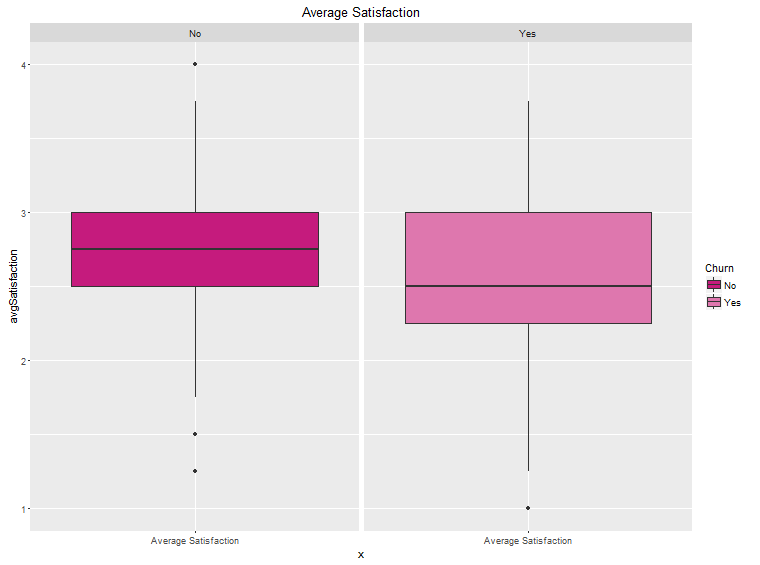 Average Satisfaction
No
Yes
avgSatisfaction
4
3
2
1
Average Satisfaction
Average Satisfaction
x
Churn
No
Yes